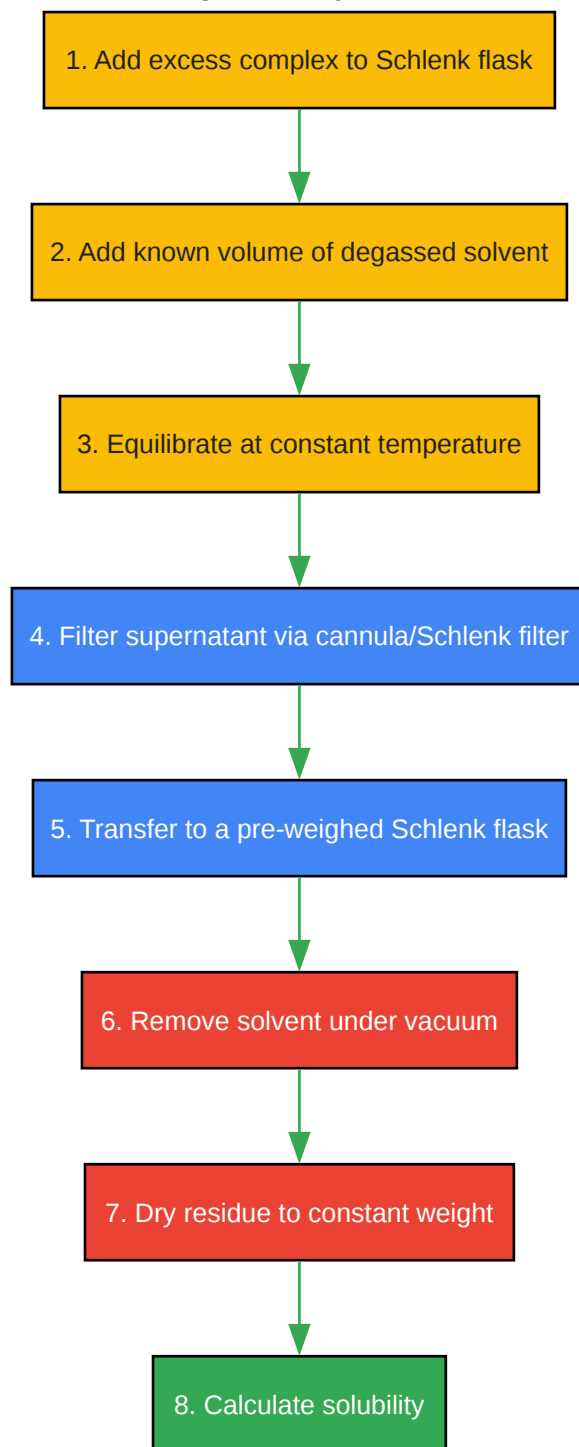 1. Add excess complex to Schlenk flask
2. Add known volume of degassed solvent
3. Equilibrate at constant temperature
4. Filter supernatant via cannula/Schlenk filter
5. Transfer to a pre-weighed Schlenk flask
6. Remove solvent under vacuum
7. Dry residue to constant weight
8. Calculate solubility